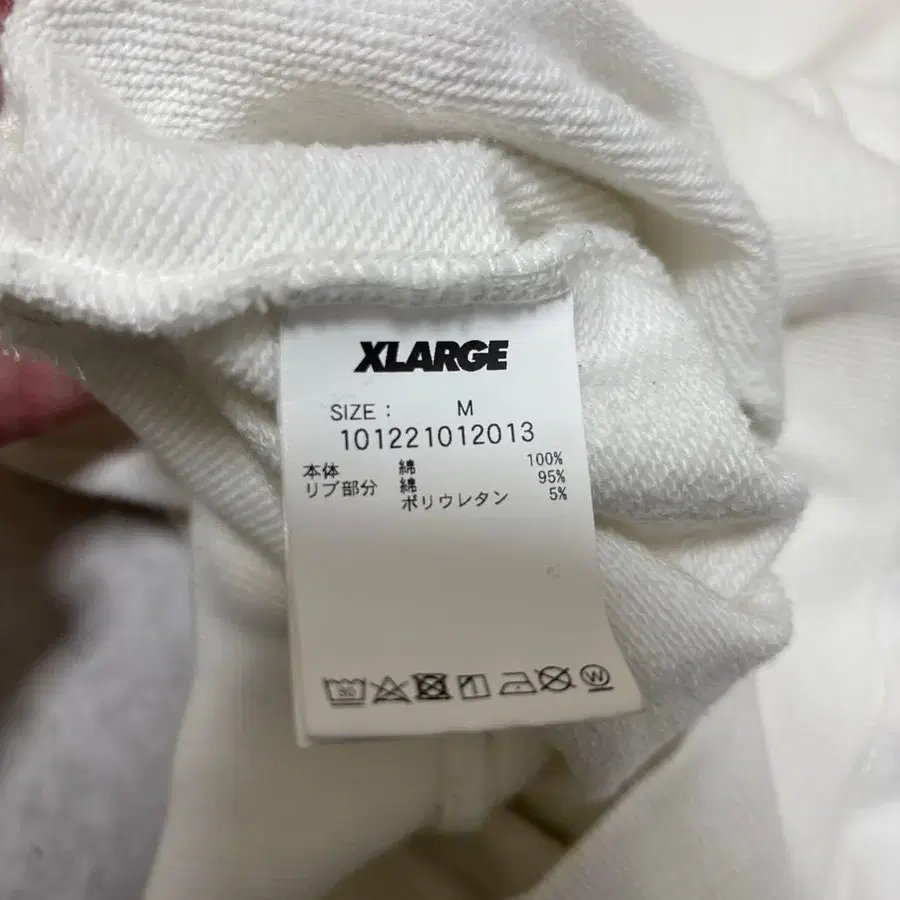 XLARGE
SIZE : M
101221012013
本体 綿 100%
リブ部分 綿 95%
ポリウレタン 5%
30
W